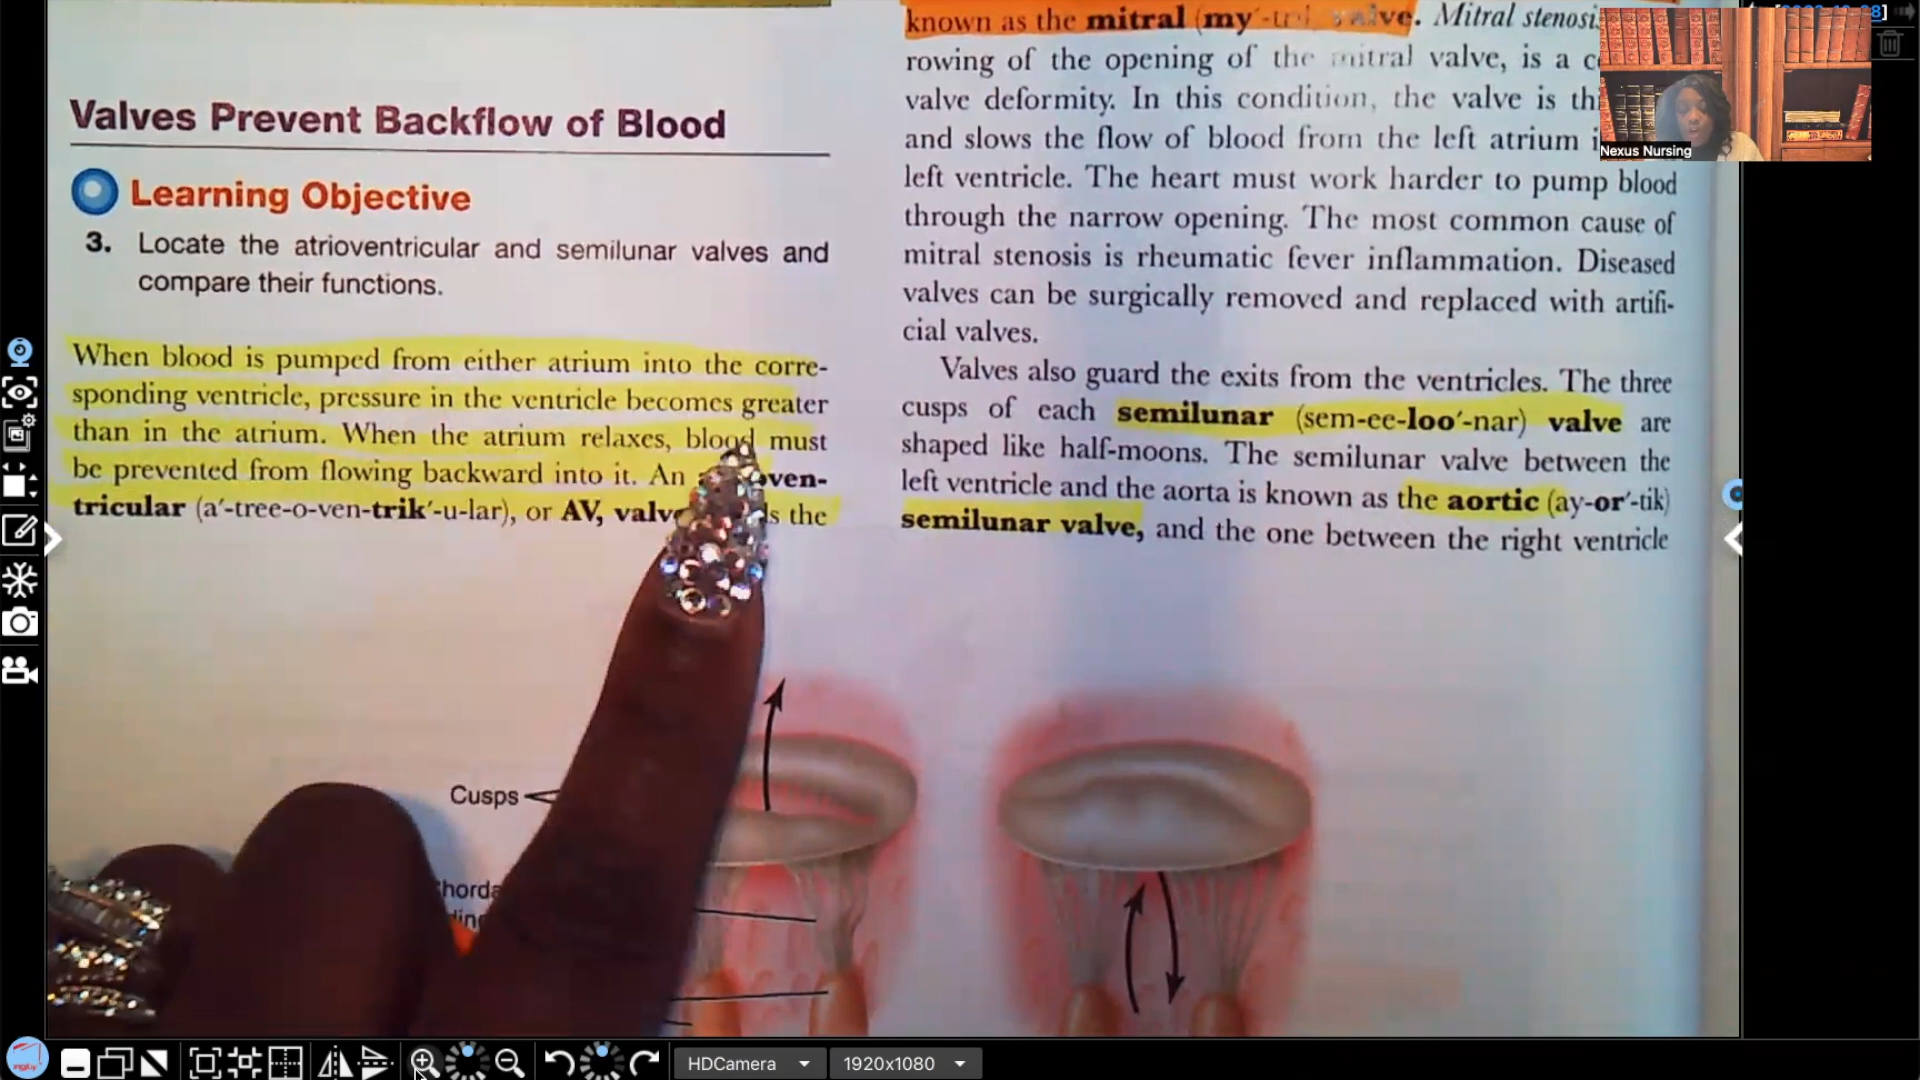 Valves Prevent Backflow of Blood
Learning Objective
3. Locate the atrioventricular and semilunar valves and
compare their functions.
When blood is pumped from either atrium into the corre-
sponding ventricle, pressure in the ventricle becomes greater
than in the atrium. When the atrium relaxes, blood must
be prevented from flowing backward into it. An ven-
tricular (a′-tree-o-ven-trik′-u-lar), or AV, valve the
Cusps
known as the mitral (my′- valve. Mitral
rowing of the opening of the mitral valve, is a
valve deformity. In this condition, the valve is
and slows the flow of blood from the left atrium
left ventricle. The heart must work harder to pump blood
through the narrow opening. The most common cause of
mitral stenosis is rheumatic fever inflammation. Diseased
valves can be surgically removed and replaced with artifi-
cial valves.
Valves also guard the exits from the ventricles. The three
cusps of each semilunar (sem-ee-loo′-nar) valve are
shaped like half-moons. The semilunar valve between the
left ventricle and the aorta is known as the aortic (ay-or′-tik)
semilunar valve, and the one between the right ventricle
Nexus Nursing
HDCamera
1920x1080